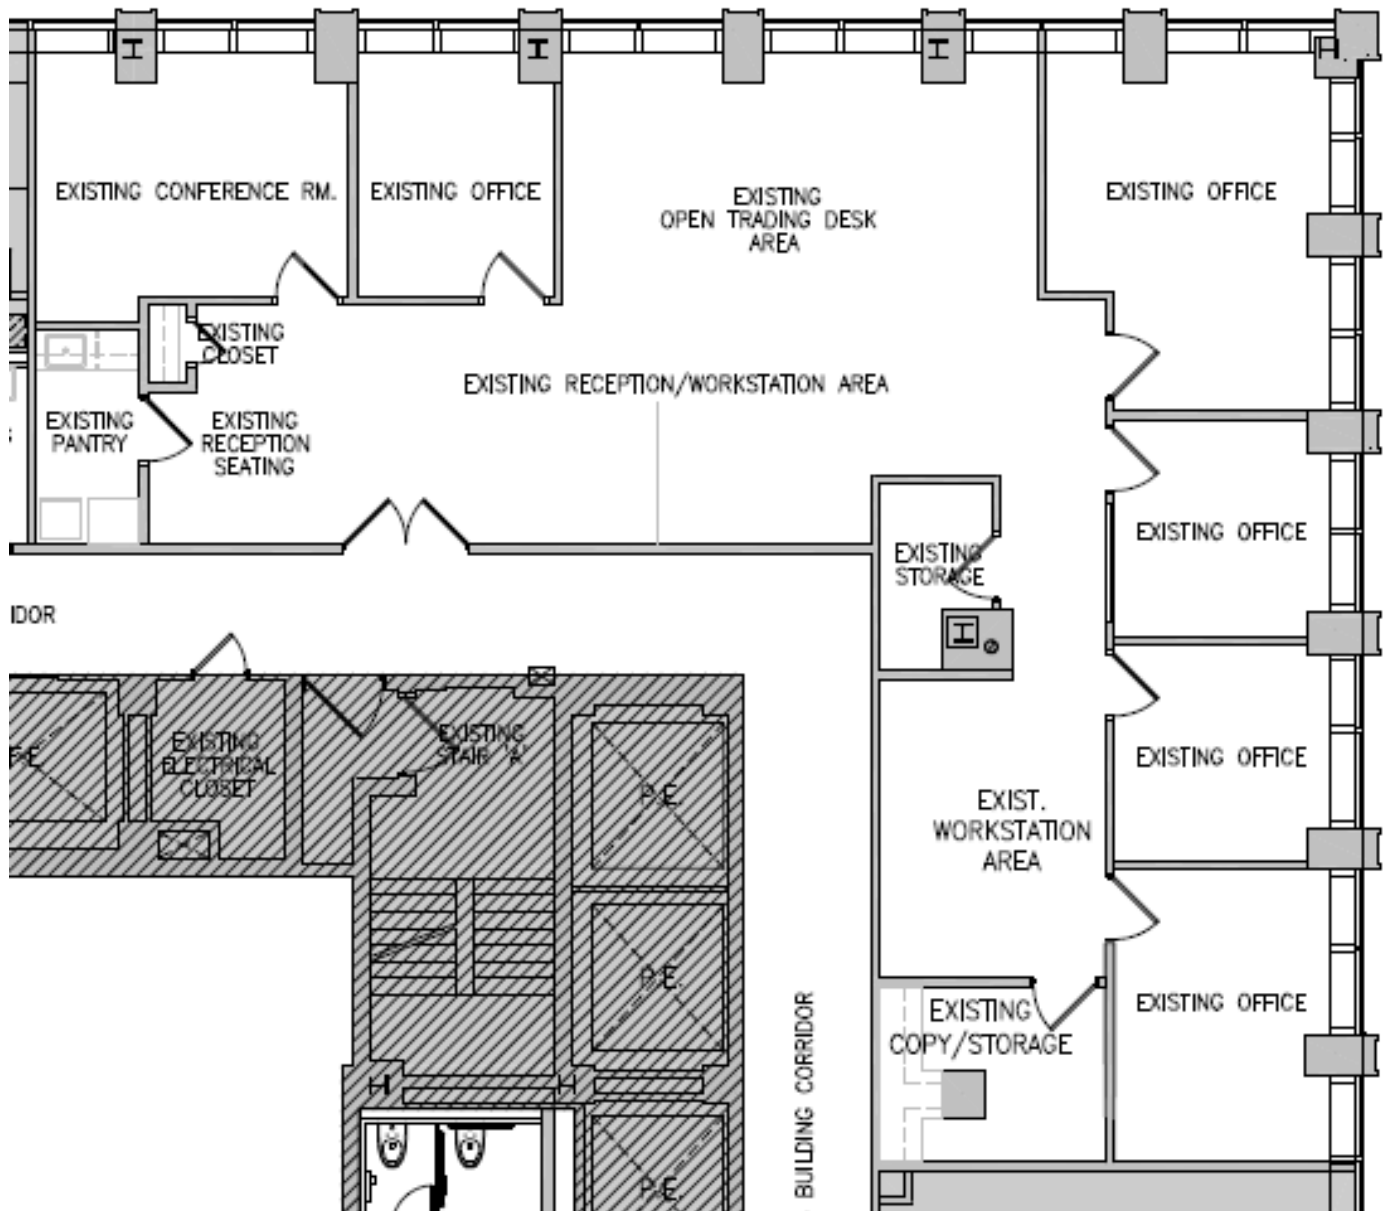 EXISTING CONFERENCE RM.
EXISTING OFFICE
EXISTING
OPEN TRADING DESK
AREA
EXISTING OFFICE
EXISTING
CLOSET
EXISTING RECEPTION/WORKSTATION AREA
EXISTING
PANTRY
EXISTING
RECEPTION
SEATING
EXISTING OFFICE
EXISTING
STORAGE
IDOR
EXISTING
ELECTRICAL
CLOSET
EXISTING
STAIR 'A'
P.E.
EXISTING OFFICE
EXIST.
WORKSTATION
AREA
P.E.
EXISTING OFFICE
EXISTING
COPY/STORAGE
BUILDING CORRIDOR
P.E.